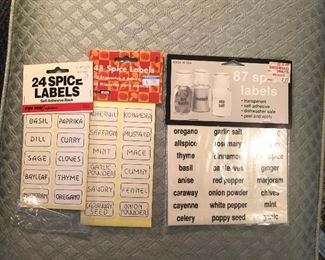 24 SPICE
LABELS
Self-Adhesive Back
BASIL PAPRIKA
DILL CURRY
SAGE CLOVES
BAYLEAF THYME
OREGANO
48 Spice Labels
CHERVIL
SAFFRON MUSTARD
MINT MACE
GARLIC POWDER CUMIN
SAVORY FENNEL
CARAWAY SEED ONION POWDER
87 spice
labels
• transparent
• self adhesive
• dishwasher safe
• peel and apply
oregano garlic salt
allspice rosemary
thyme cinnamon
basil
anise red pepper marjoram
caraway onion powder chives
cayenne white pepper mint
celery poppy garlic